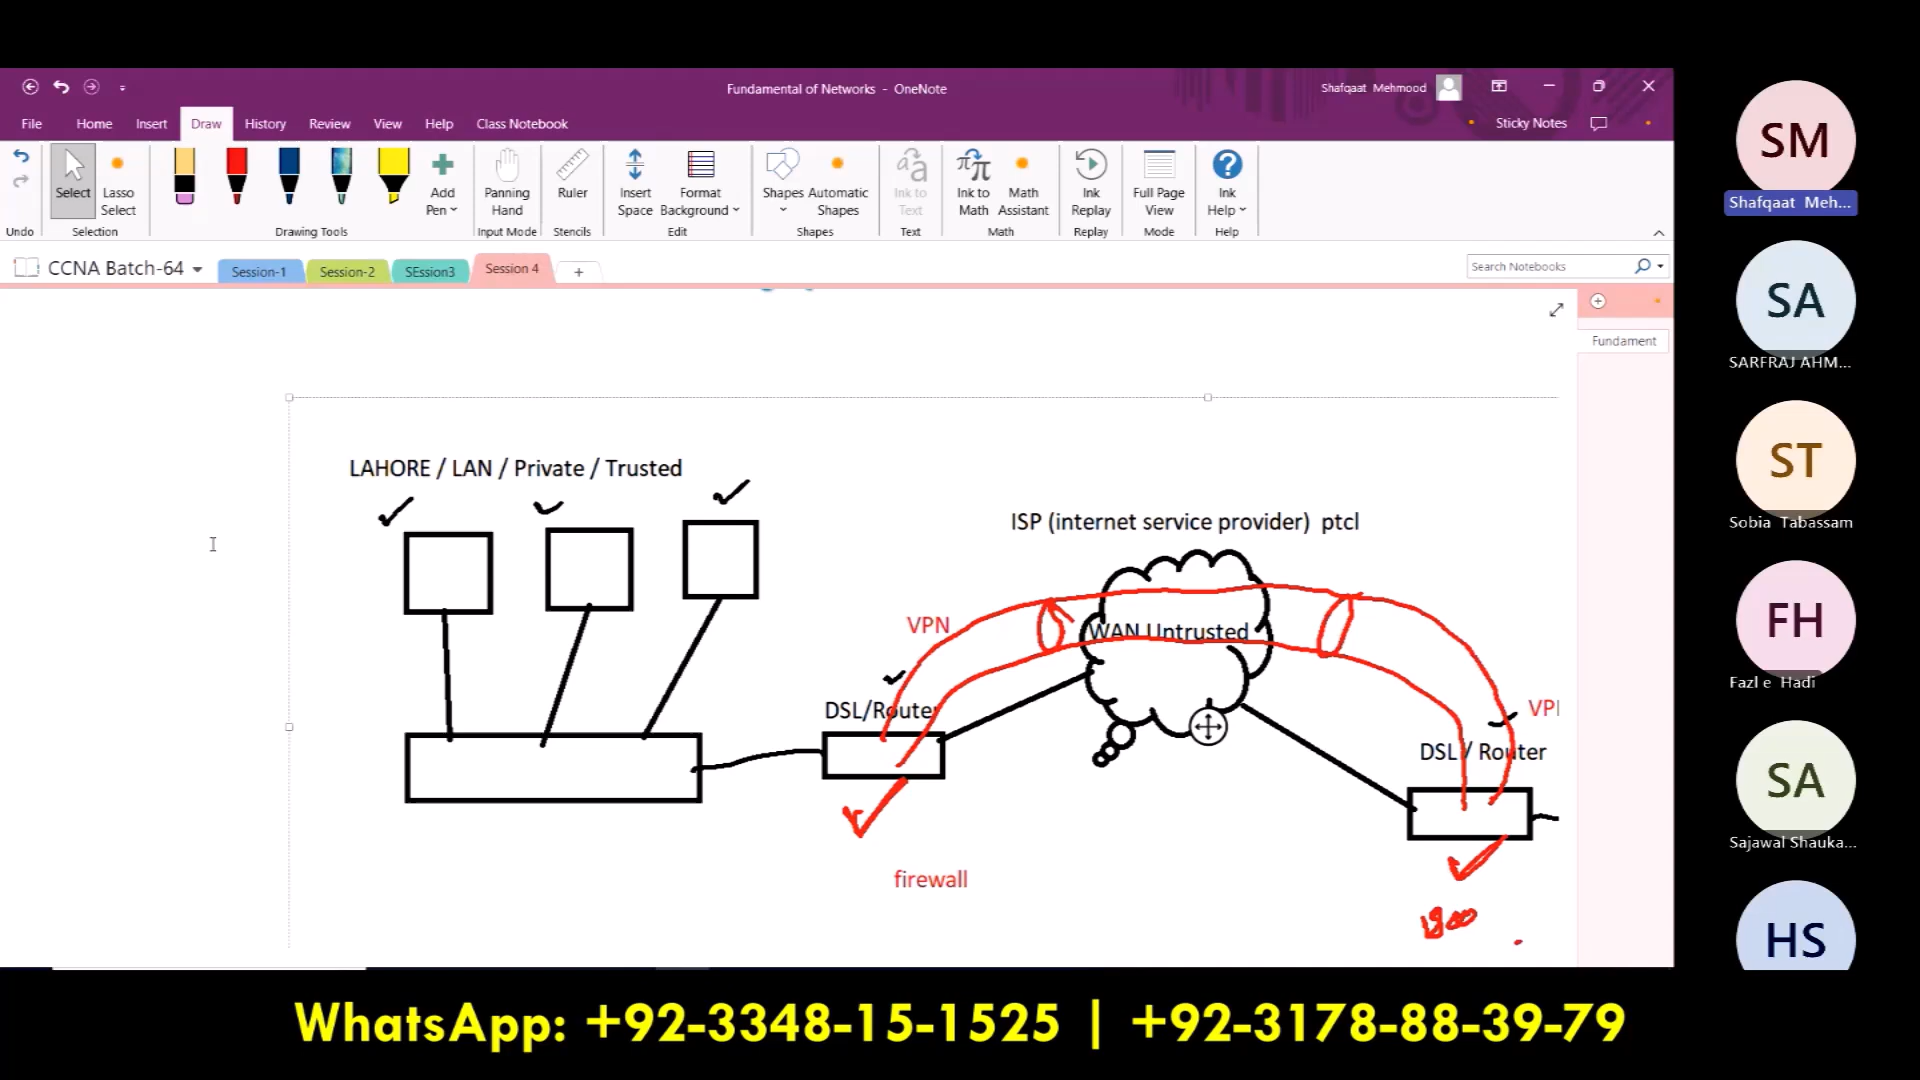 Fundamental of Networks - OneNote
Shafqaat Mehmood
File Home Insert Draw History Review View Help Class Notebook
Sticky Notes
Select
Lasso Select
Add Pen
Panning Hand
Ruler
Insert Space
Format Background
Shapes
Automatic Shapes
Ink to Text
Ink to Math
Math Assistant
Ink Replay
Full Page View
Ink Help
Undo Selection Drawing Tools Input Mode Stencils Edit Shapes Text Math Replay Mode Help
CCNA Batch-64 Session-1 Session-2 SEssion3 Session 4
Search Notebooks
Fundament
LAHORE / LAN / Private / Trusted
ISP (internet service provider) ptcl
VPN
WAN Untrusted
DSL/Router
VPI
DSL / Router
firewall
SM
Shafqaat Meh...
SA
SARFRAJ AHM...
ST
Sobia Tabassam
FH
Fazl e Hadi
SA
Sajawal Shauka...
HS
WhatsApp: +92-3348-15-1525 | +92-3178-88-39-79